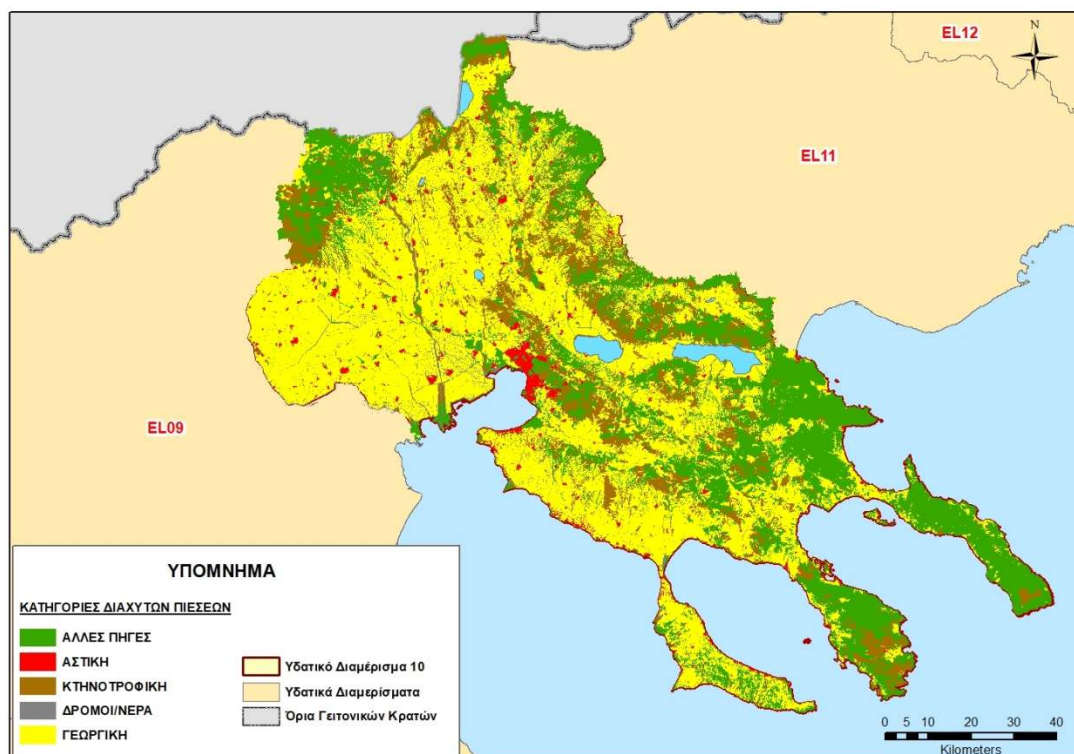 EL12
N
EL11
EL09
ΥΠΟΜΝΗΜΑ
ΚΑΤΗΓΟΡΙΕΣ ΔΙΑΧΥΤΩΝ ΠΙΕΣΕΩΝ
ΑΛΛΕΣ ΠΗΓΕΣ
ΑΣΤΙΚΗ
ΚΤΗΝΟΤΡΟΦΙΚΗ
ΔΡΟΜΟΙ/ΝΕΡΑ
ΓΕΩΡΓΙΚΗ
Υδατικό Διαμέρισμα 10
Υδατικά Διαμερίσματα
Όρια Γειτονικών Κρατών
0 5 10 20 30 40
Kilometers